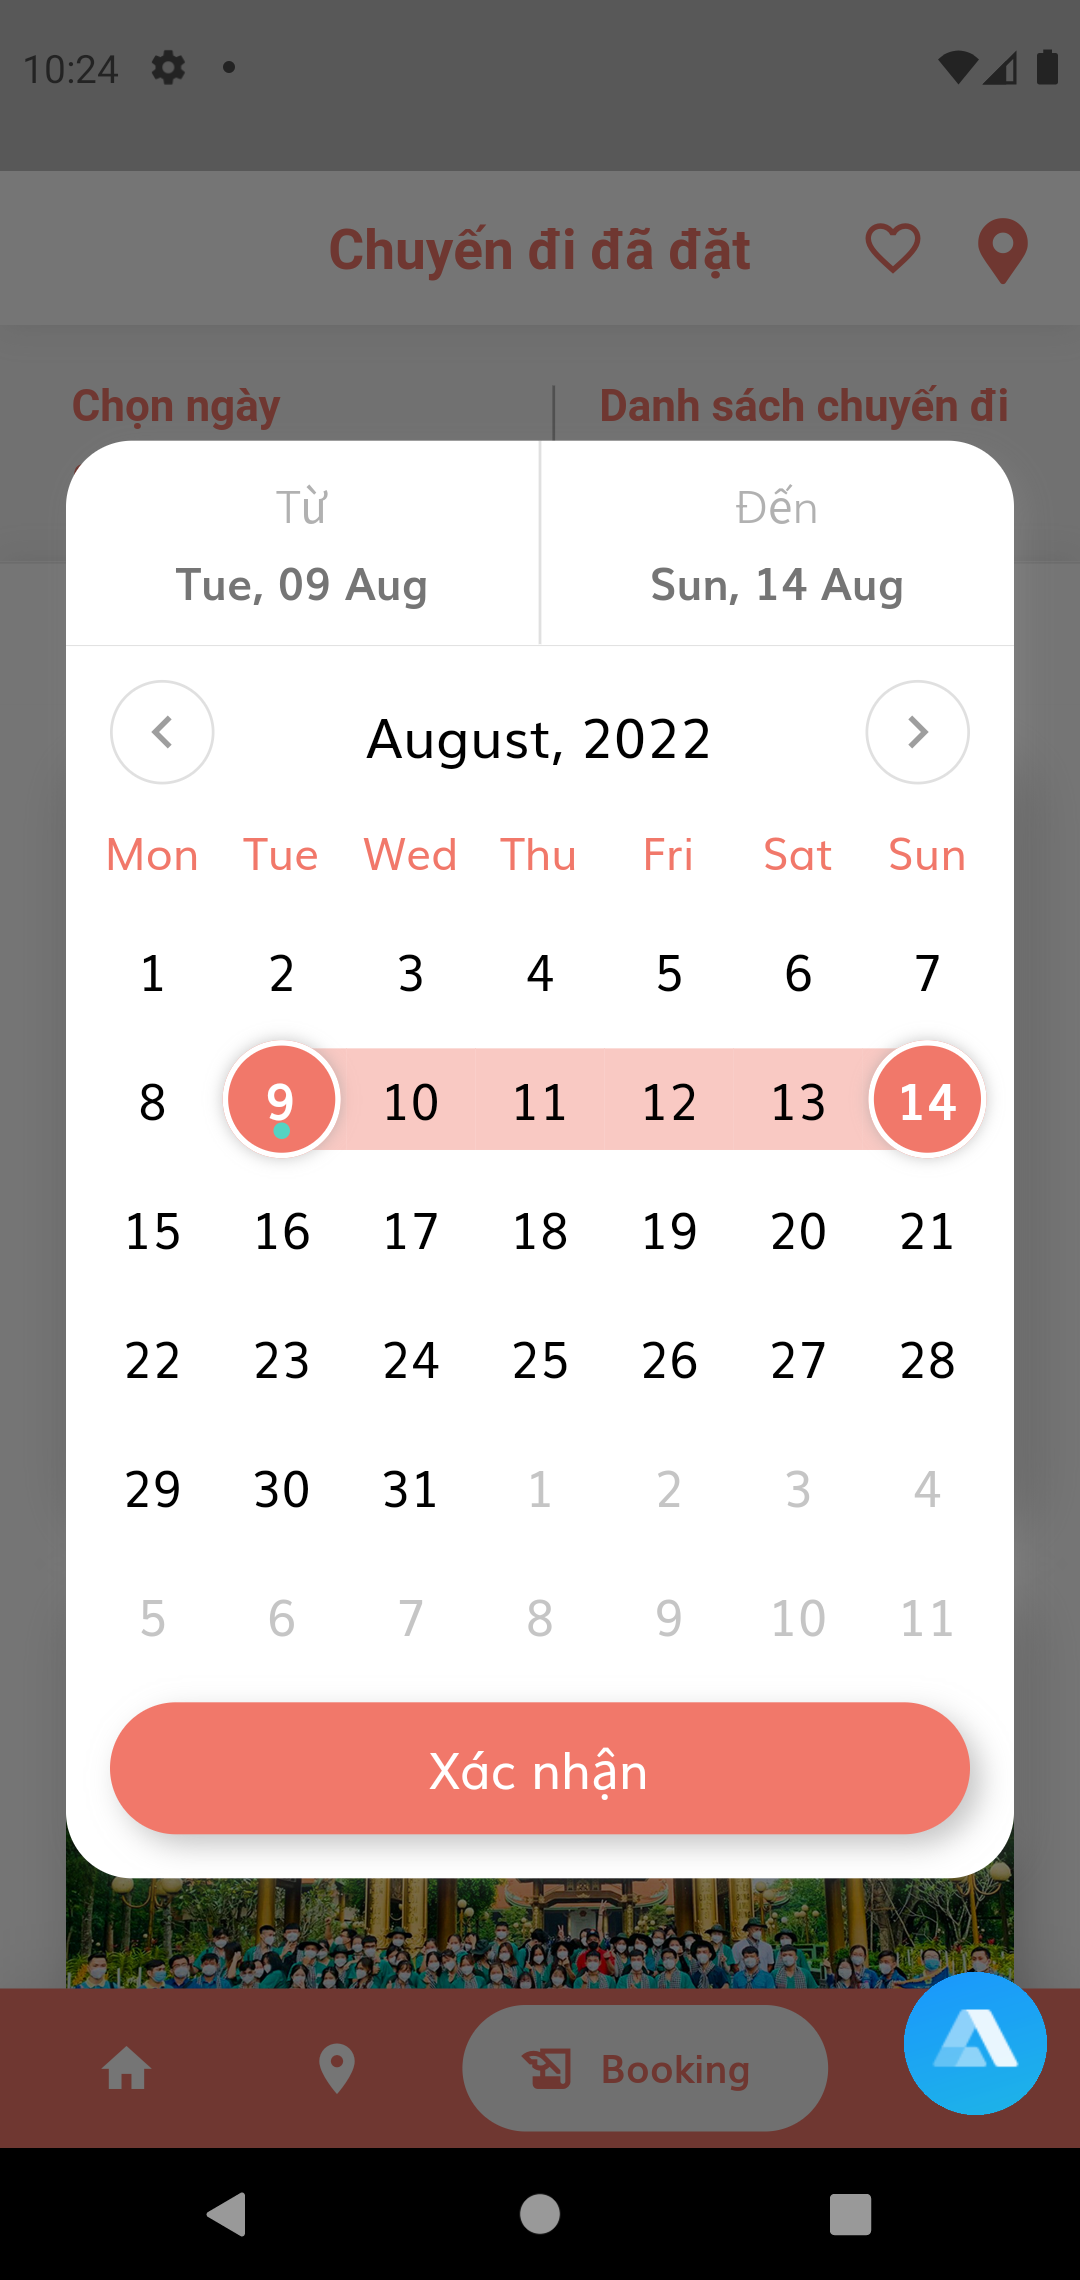 10:24
Chuyến đi đã đặt
Chọn ngày
Danh sách chuyến đi
Từ
Đến
Tue, 09 Aug
Sun, 14 Aug
August, 2022
Mon Tue Wed Thu Fri Sat Sun
1 2 3 4 5 6 7
8 9 10 11 12 13 14
15 16 17 18 19 20 21
22 23 24 25 26 27 28
29 30 31 1 2 3 4
5 6 7 8 9 10 11
Xác nhận
Booking